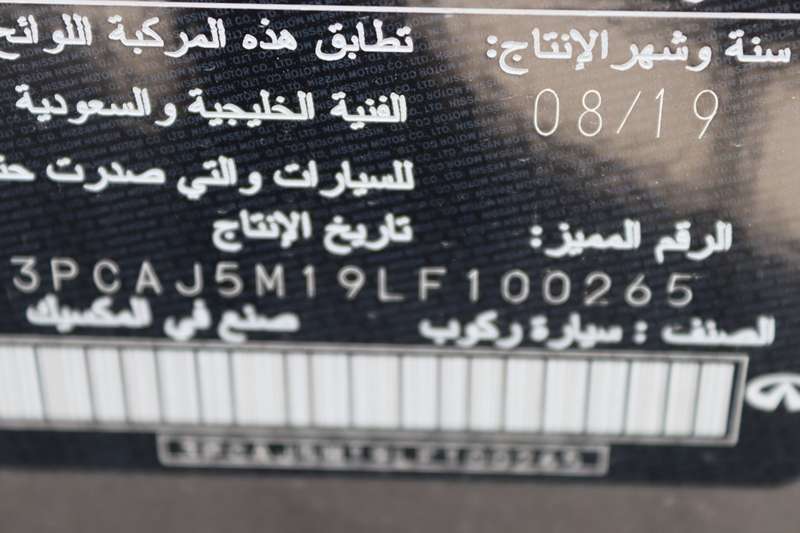 سنة وشهر الإنتاج:
08/19
تطابق هذه المركبة اللوائح
الفنية الخليجية والسعودية
للسيارات والتي صدرت
تاريخ الإنتاج
الرقم المميز:
3PCAJ5M19LF100265
الصنف : سيارة ركوب
صنع في المكسيك
3PCAJ5M19LF100265